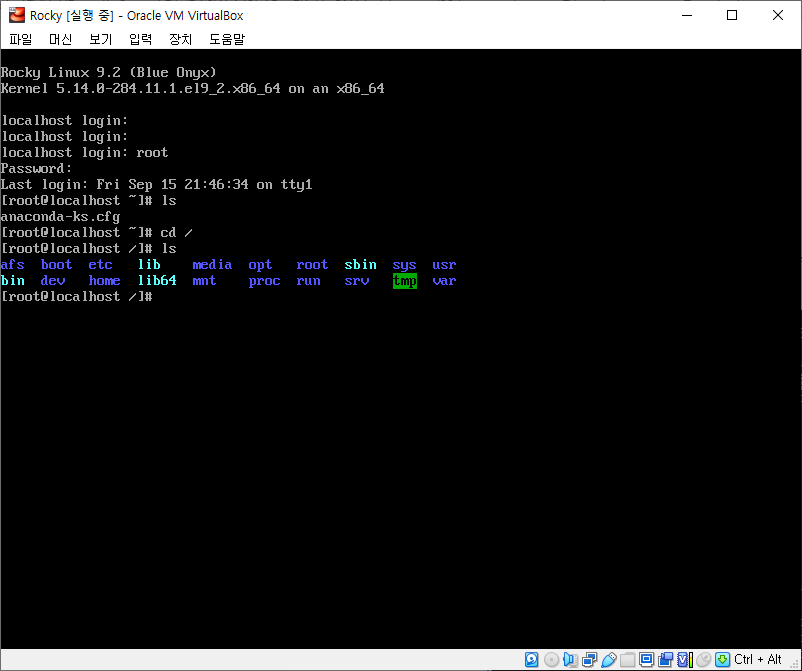 Rocky [실행 중] - Oracle VM VirtualBox
파일 머신 보기 입력 장치 도움말
Rocky Linux 9.2 (Blue Onyx)
Kernel 5.14.0-284.11.1.el9_2.x86_64 on an x86_64
localhost login:
localhost login:
localhost login: root
Password:
Last login: Fri Sep 15 21:46:34 on tty1
[root@localhost ~]# ls
anaconda-ks.cfg
[root@localhost ~]# cd /
[root@localhost /]# ls
afs boot etc lib media opt root sbin sys usr
bin dev home lib64 mnt proc run srv tmp var
[root@localhost /]#
Ctrl + Alt